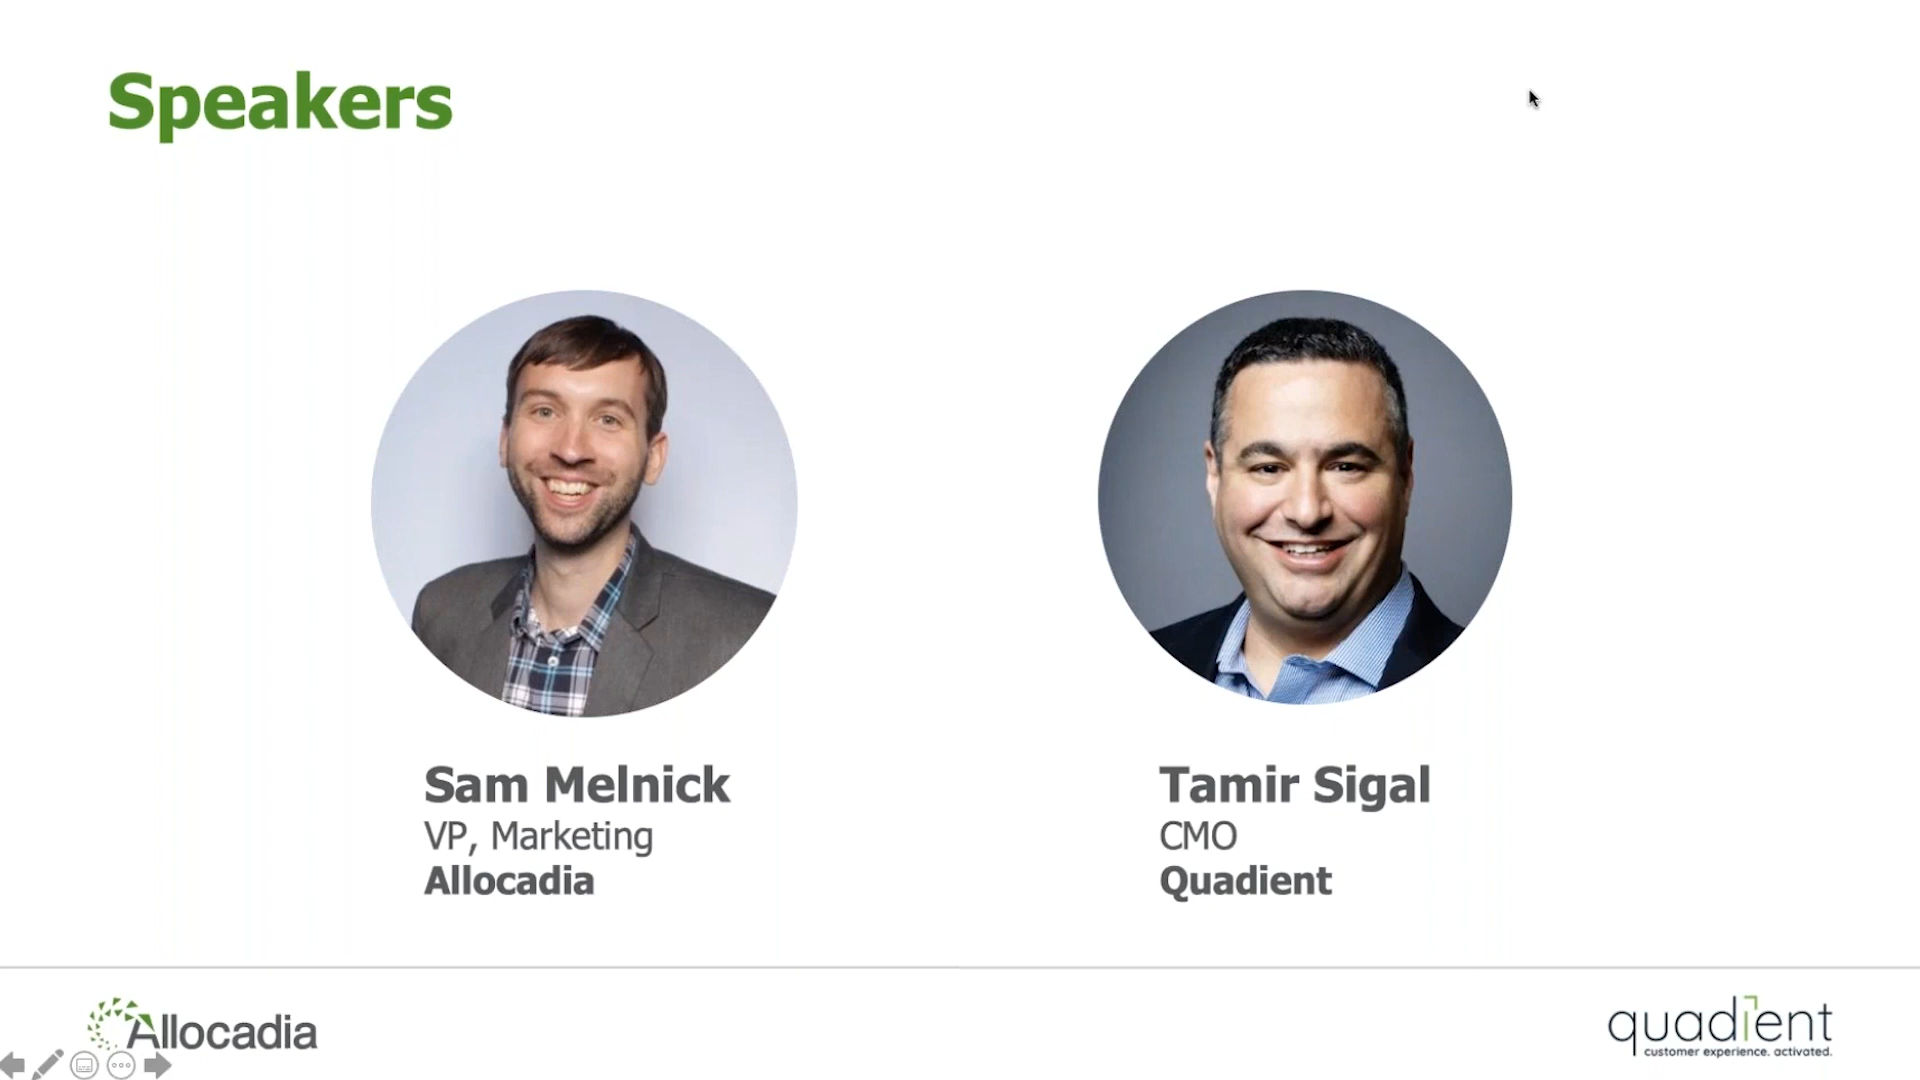 Speakers
Sam Melnick
VP, Marketing
Allocadia
Tamir Sigal
CMO
Quadient
Allocadia
quadient
customer experience. activated.